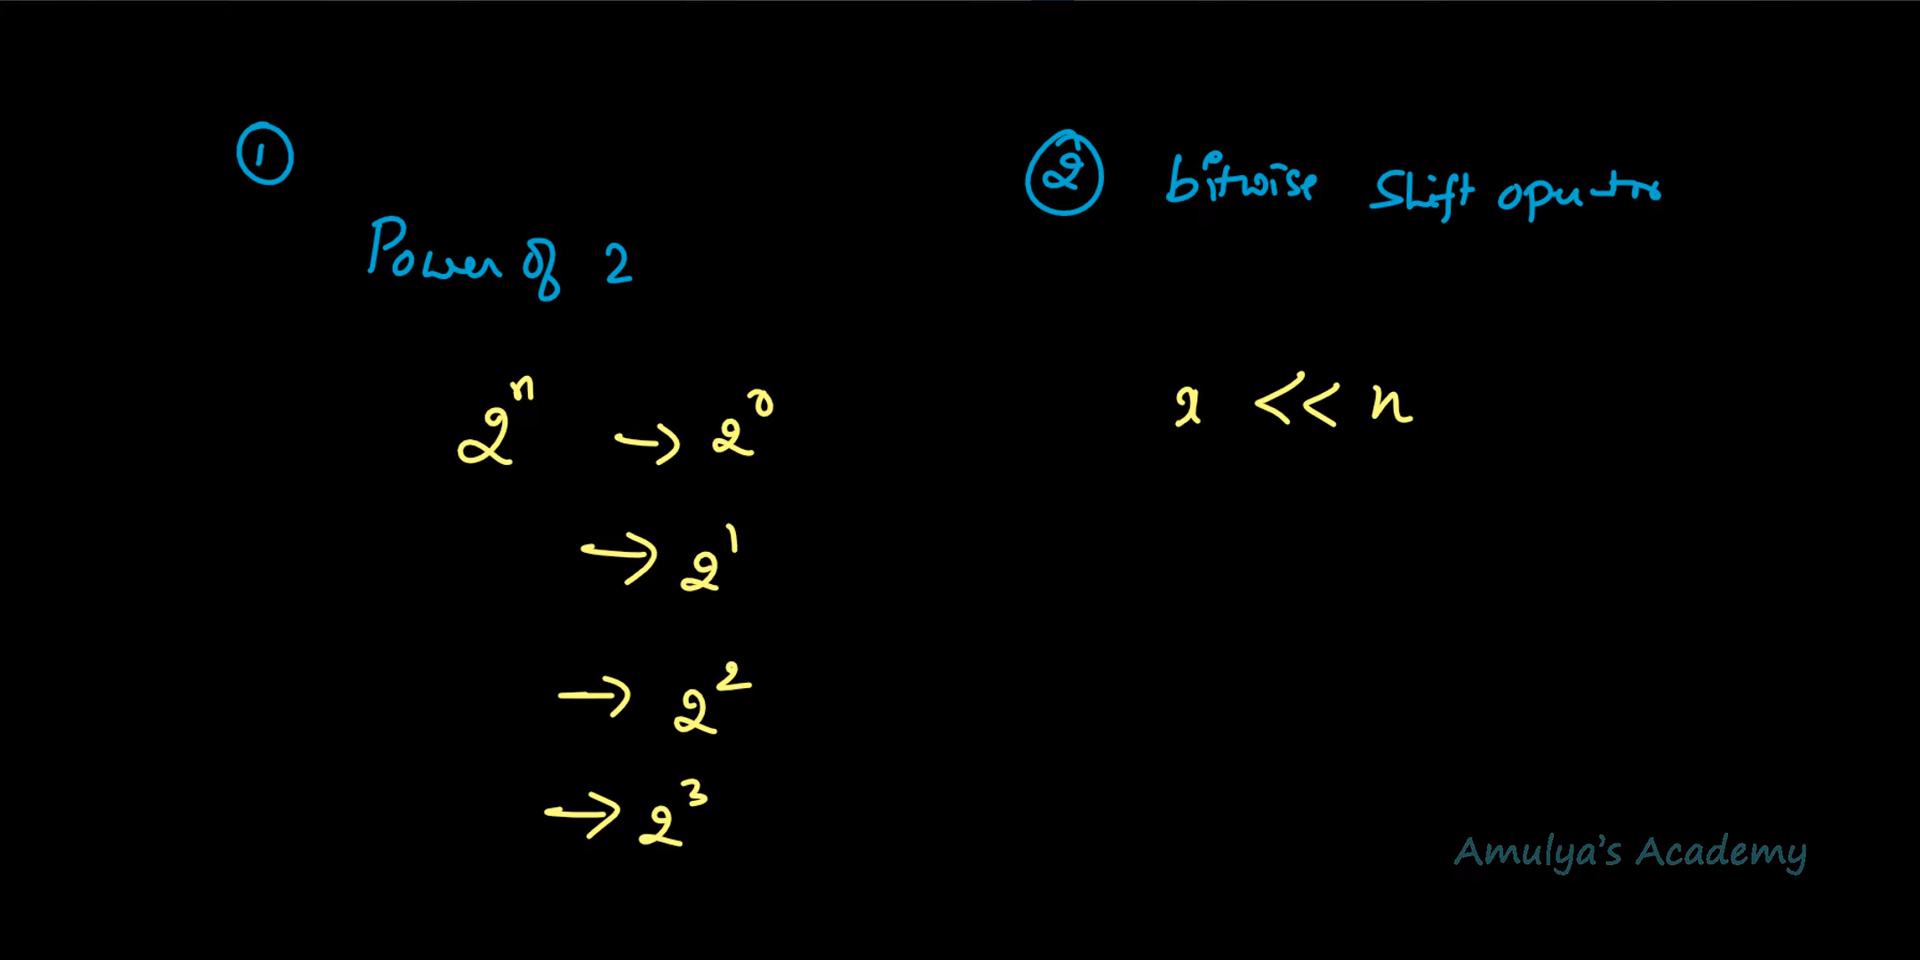 ①
Power of 2
2ⁿ → 2⁰
→ 2¹
→ 2²
→ 2³
② bitwise shift
x << n
Amulya's Academy